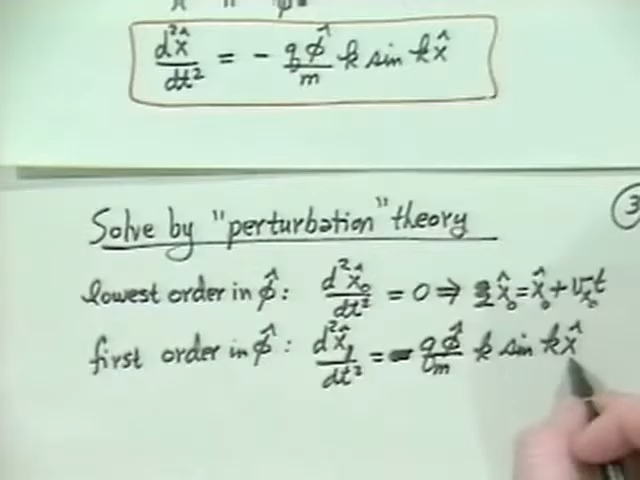 d²x̂/dt² = - qφ̂/m k sin kx̂
Solve by "perturbation" theory
3
lowest order in φ̂: d²x̂₀/dt² = 0 ⇒ x̂₀ = x̂₀ + v̂ₓ₀t
first order in φ̂: d²x̂₁/dt² = - qφ̂/m k sin kx̂